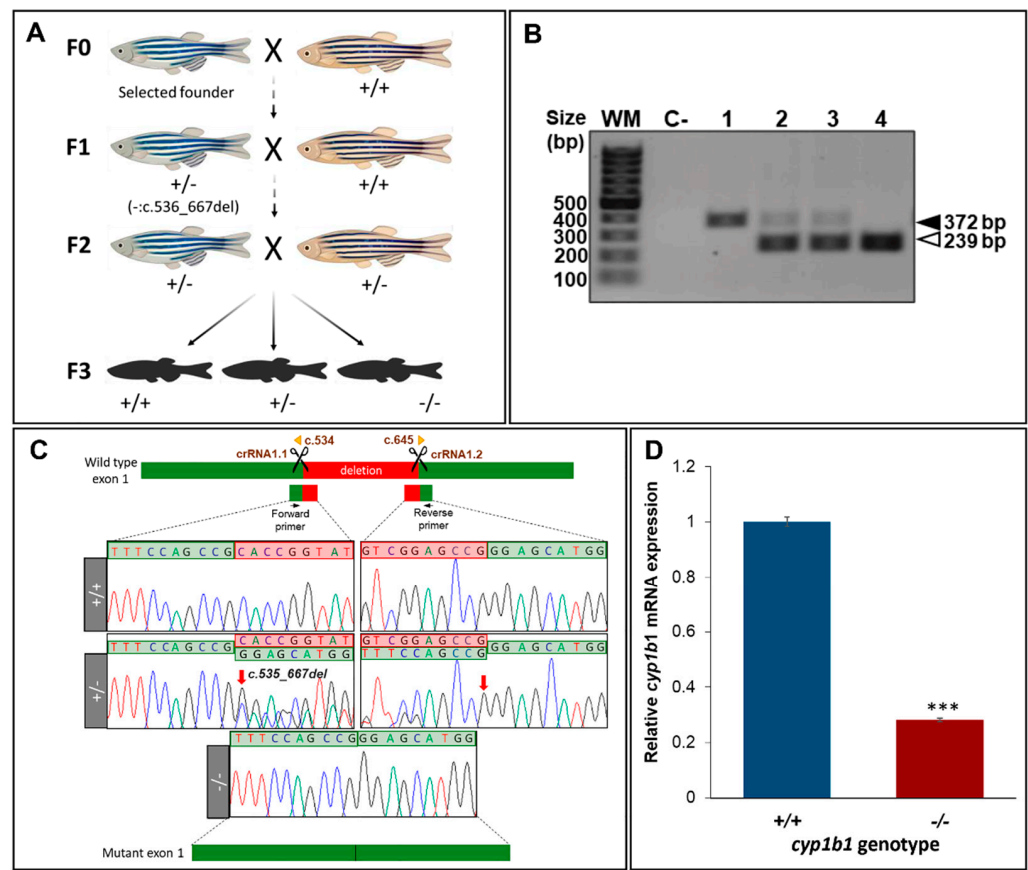 A
F0
X
Selected founder
+/+
F1
X
+/-
+/+
(-:c.536_667del)
F2
X
+/-
+/-
F3
+/+
+/-
-/-
B
Size WM C- 1 2 3 4
(bp)
500
400
300
200
100
372 bp
239 bp
C
c.534 c.645
Wild type crRNA1.1 crRNA1.2
exon 1 deletion
Forward Reverse
primer primer
TTTCCAGCCG CACCGGTAT GTCGGAGCCG GGAGCATGG
+/+
CACCGGTAT GTCGGAGCCG
TTTCCAGCCG GGAGCATGG TTTCCAGCCG GGAGCATGG
+/-
c.535_667del
TTTCCAGCCG GGAGCATGG
-/-
Mutant exon 1
D
Relative cyp1b1 mRNA expression
1.2
1
0.8
0.6
0.4
0.2
0
***
+/+ -/-
cyp1b1 genotype